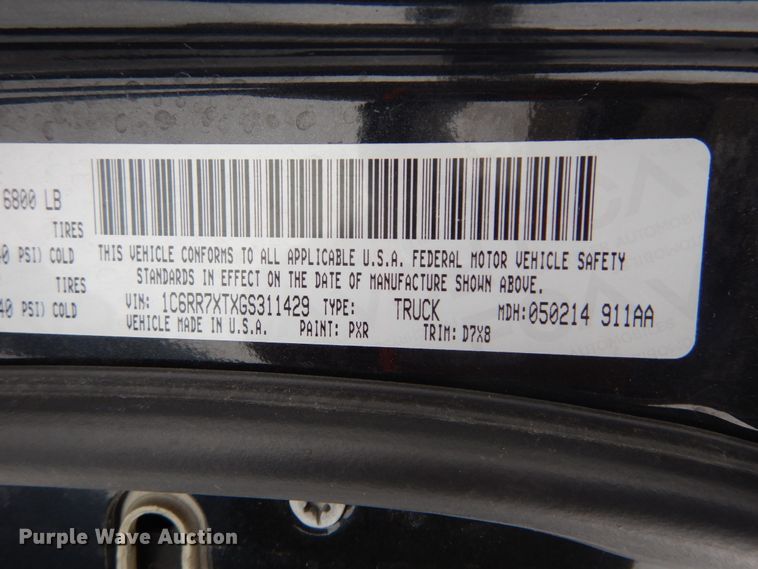 6800 LB
TIRES
PSI) COLD
TIRES
40 PSI) COLD
THIS VEHICLE CONFORMS TO ALL APPLICABLE U.S.A. FEDERAL MOTOR VEHICLE SAFETY
STANDARDS IN EFFECT ON THE DATE OF MANUFACTURE SHOWN ABOVE.
VIN: 1C6RR7XTXGS311429 TYPE: TRUCK MDH: 050214 911AA
VEHICLE MADE IN U.S.A. PAINT: PXR TRIM: D7X8
Purple Wave Auction